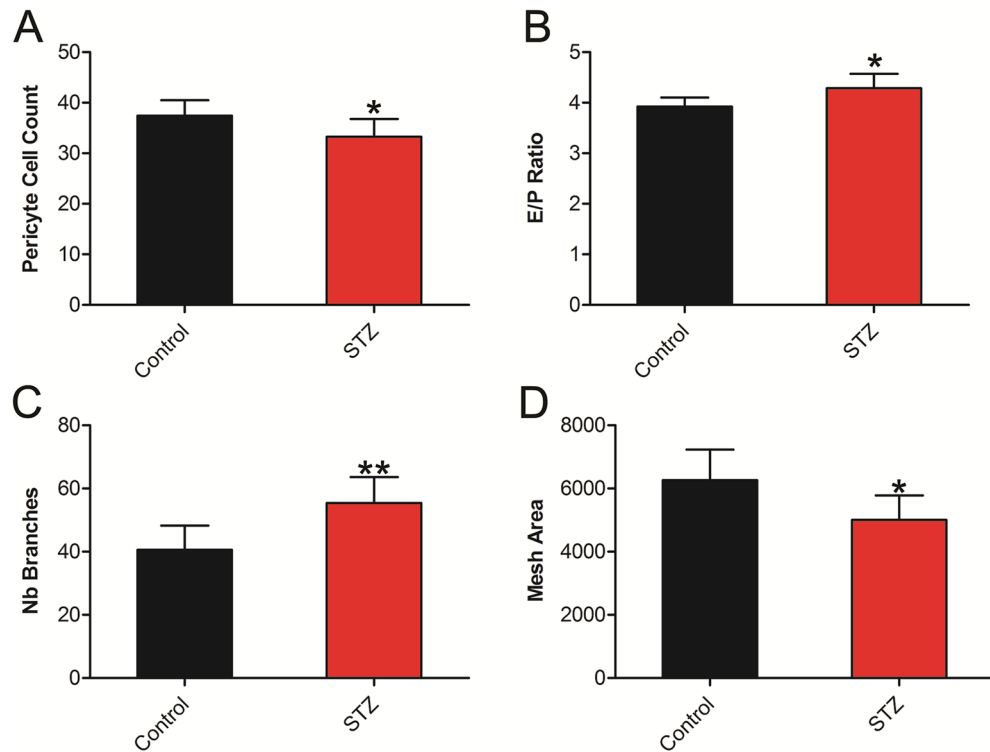 A
Pericyte Cell Count
50
40
30
20
10
0
*
Control
STZ
B
E/P Ratio
5
4
3
2
1
0
*
Control
STZ
C
Nb Branches
80
60
40
20
0
**
Control
STZ
D
Mesh Area
8000
6000
4000
2000
0
*
Control
STZ